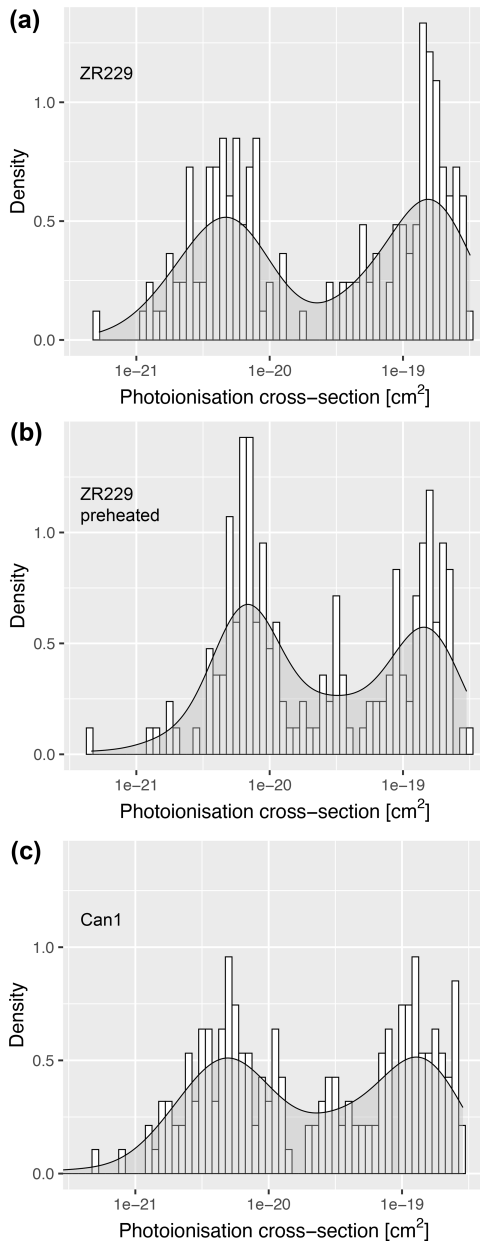 (a)
ZR229
1.0
0.5
0.0
Density
1e-21 1e-20 1e-19
Photoionisation cross-section [cm²]
(b)
ZR229
preheated
1.0
0.5
0.0
Density
1e-21 1e-20 1e-19
Photoionisation cross-section [cm²]
(c)
Can1
1.0
0.5
0.0
Density
1e-21 1e-20 1e-19
Photoionisation cross-section [cm²]